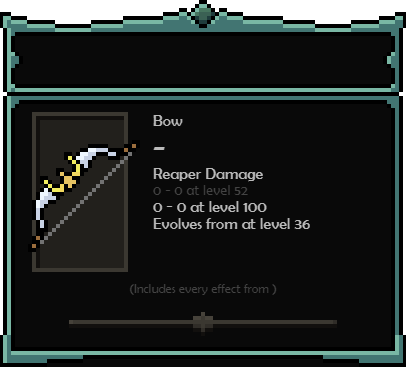 Bow
–
Reaper Damage
0 - 0 at level 52
0 - 0 at level 100
Evolves from at level 36
(Includes every effect from )